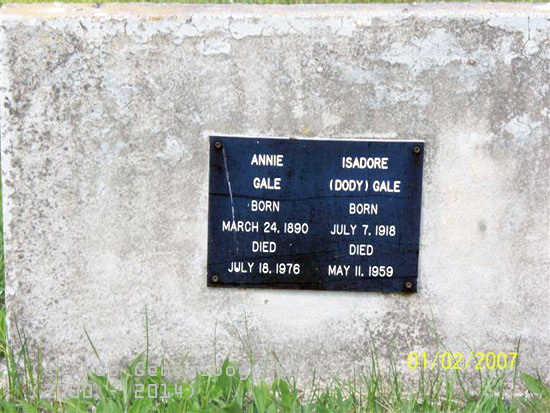 ANNIE
GALE
BORN
MARCH 24, 1890
DIED
JULY 18, 1976
ISADORE
(DODY) GALE
BORN
JULY 7, 1918
DIED
MAY 11, 1959
01/02/2007
2014)